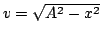 v = √(A² − x²)